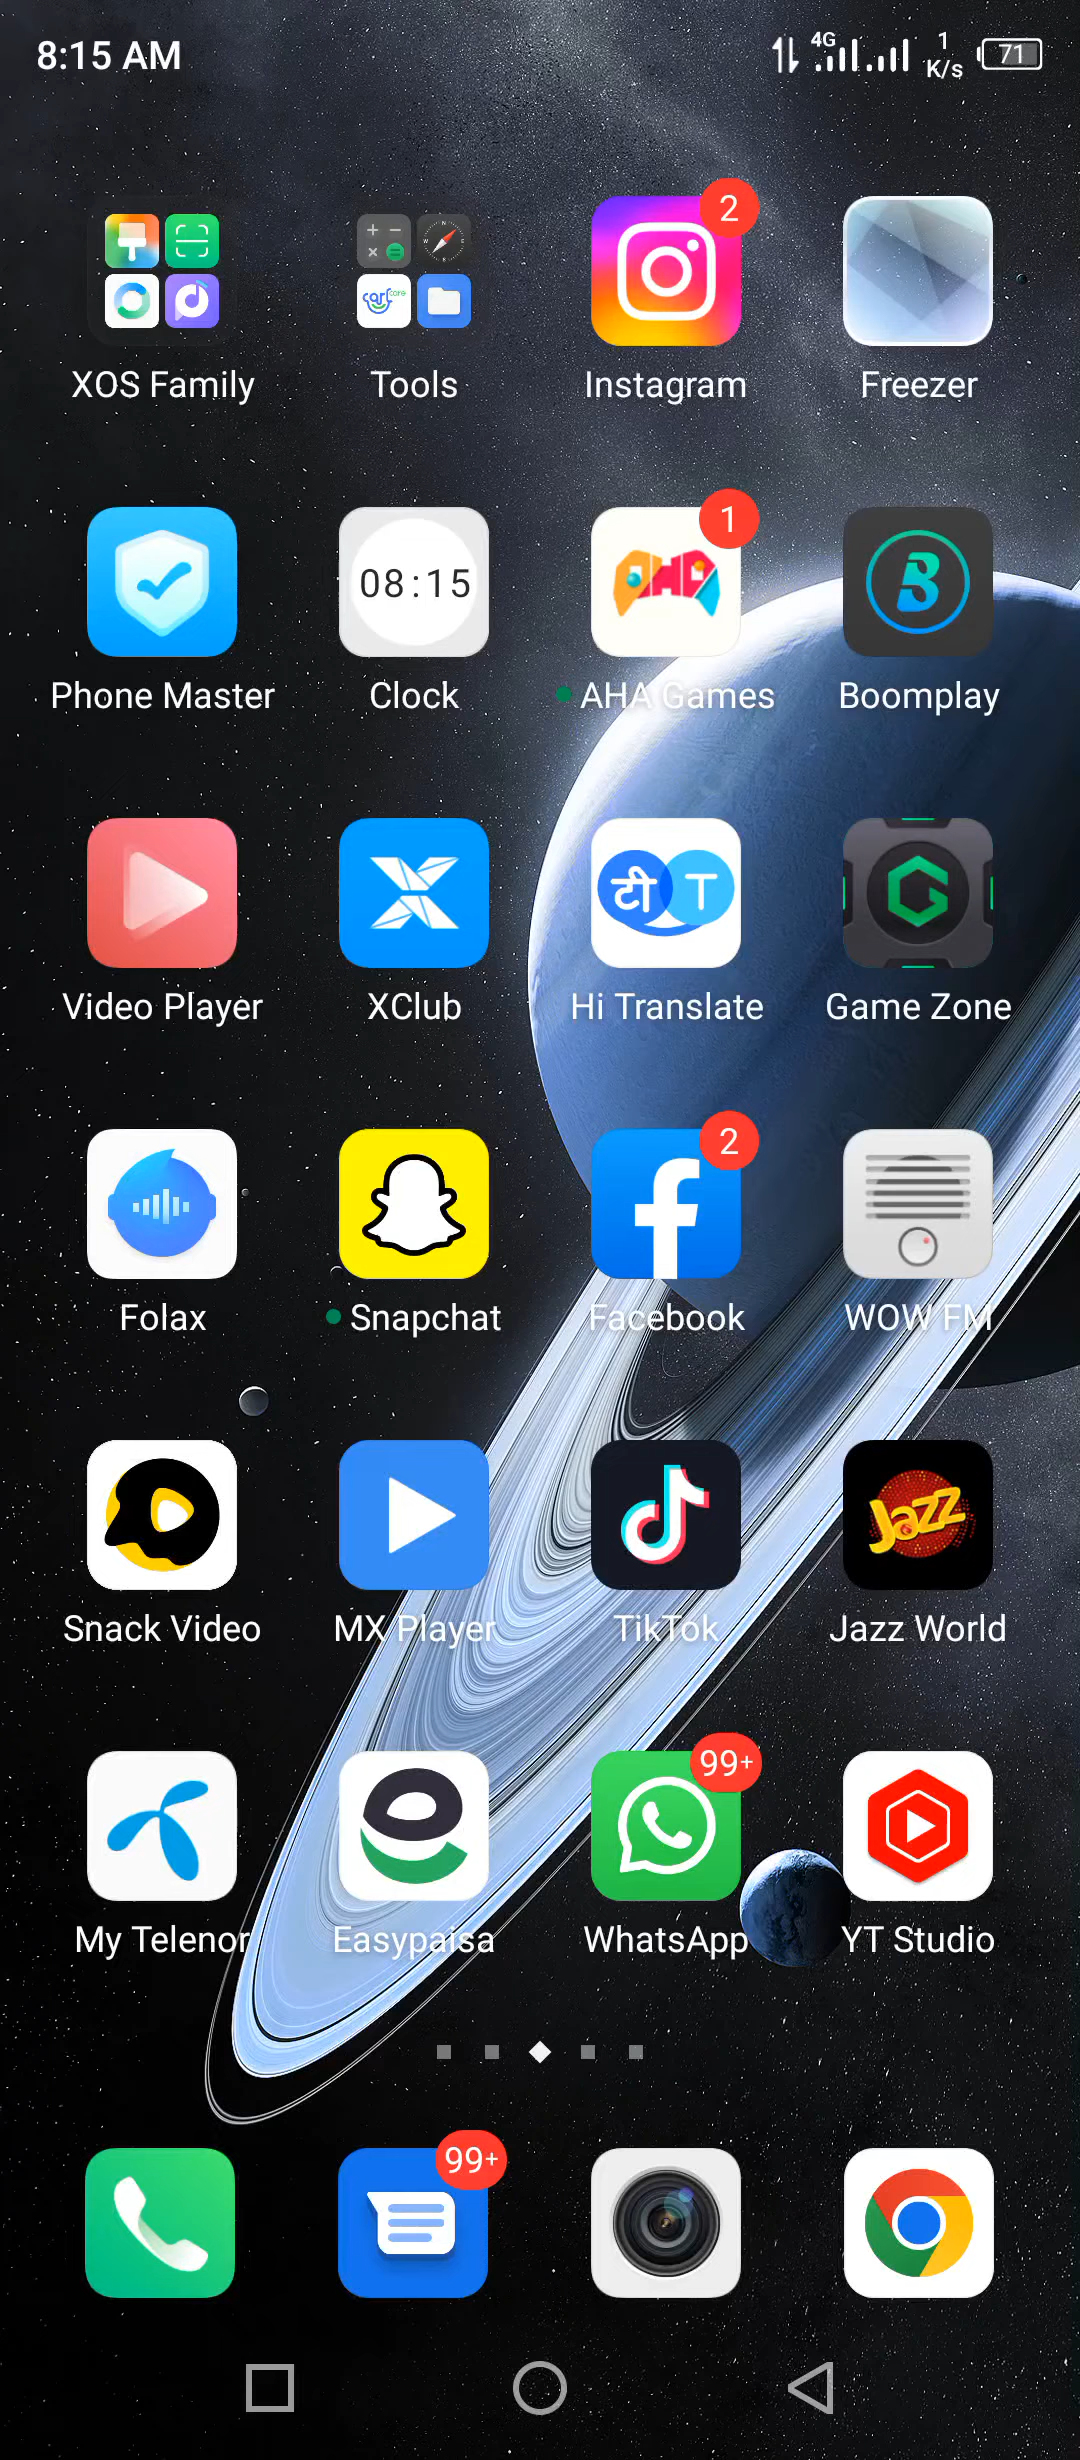 8:15 AM
4G
1
K/s
71
carlcare
2
XOS Family
Tools
Instagram
Freezer
08:15
AHA
1
Phone Master
Clock
AHA Games
Boomplay
टी T
Video Player
XClub
Hi Translate
Game Zone
2
Folax
Snapchat
Facebook
WOW FM
Jazz
Snack Video
MX Player
TikTok
Jazz World
99+
My Telenor
Easypaisa
WhatsApp
YT Studio
99+